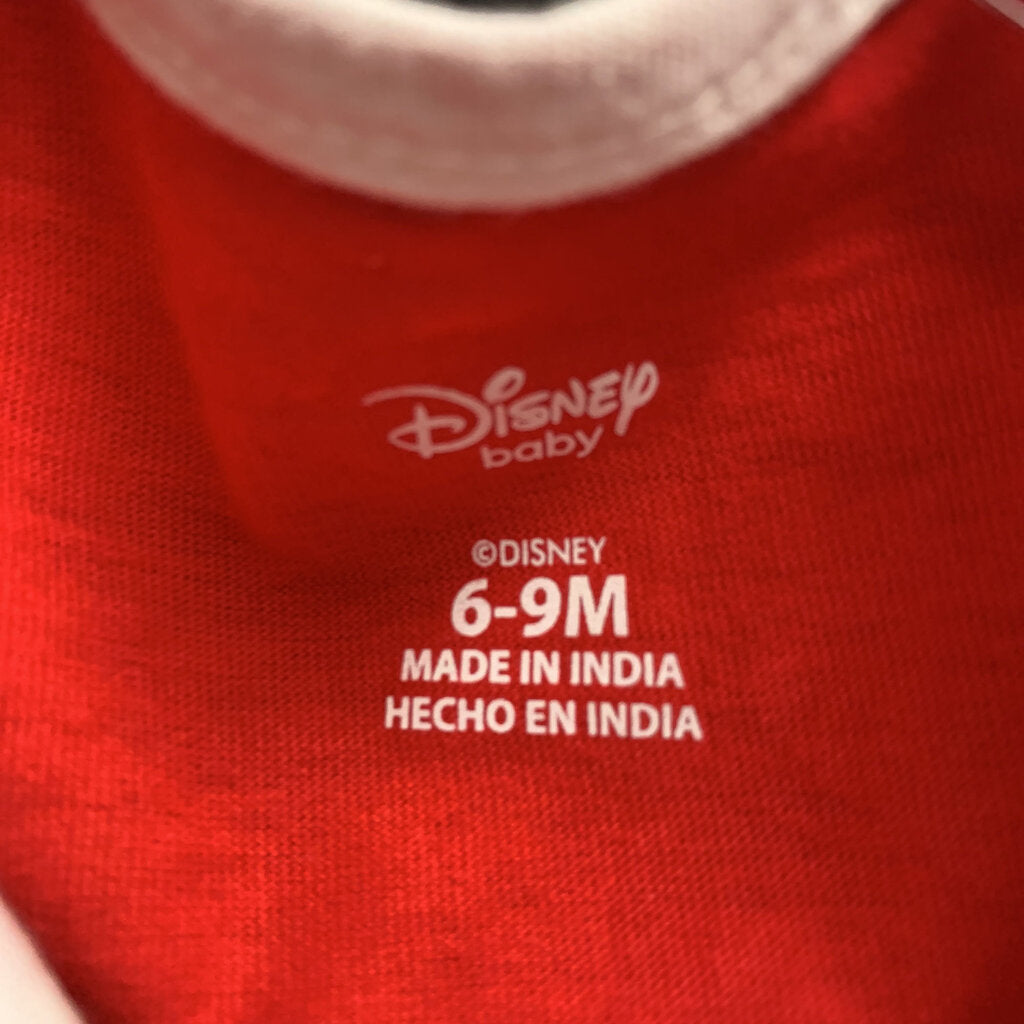 Disney
baby
©DISNEY
6-9M
MADE IN INDIA
HECHO EN INDIA